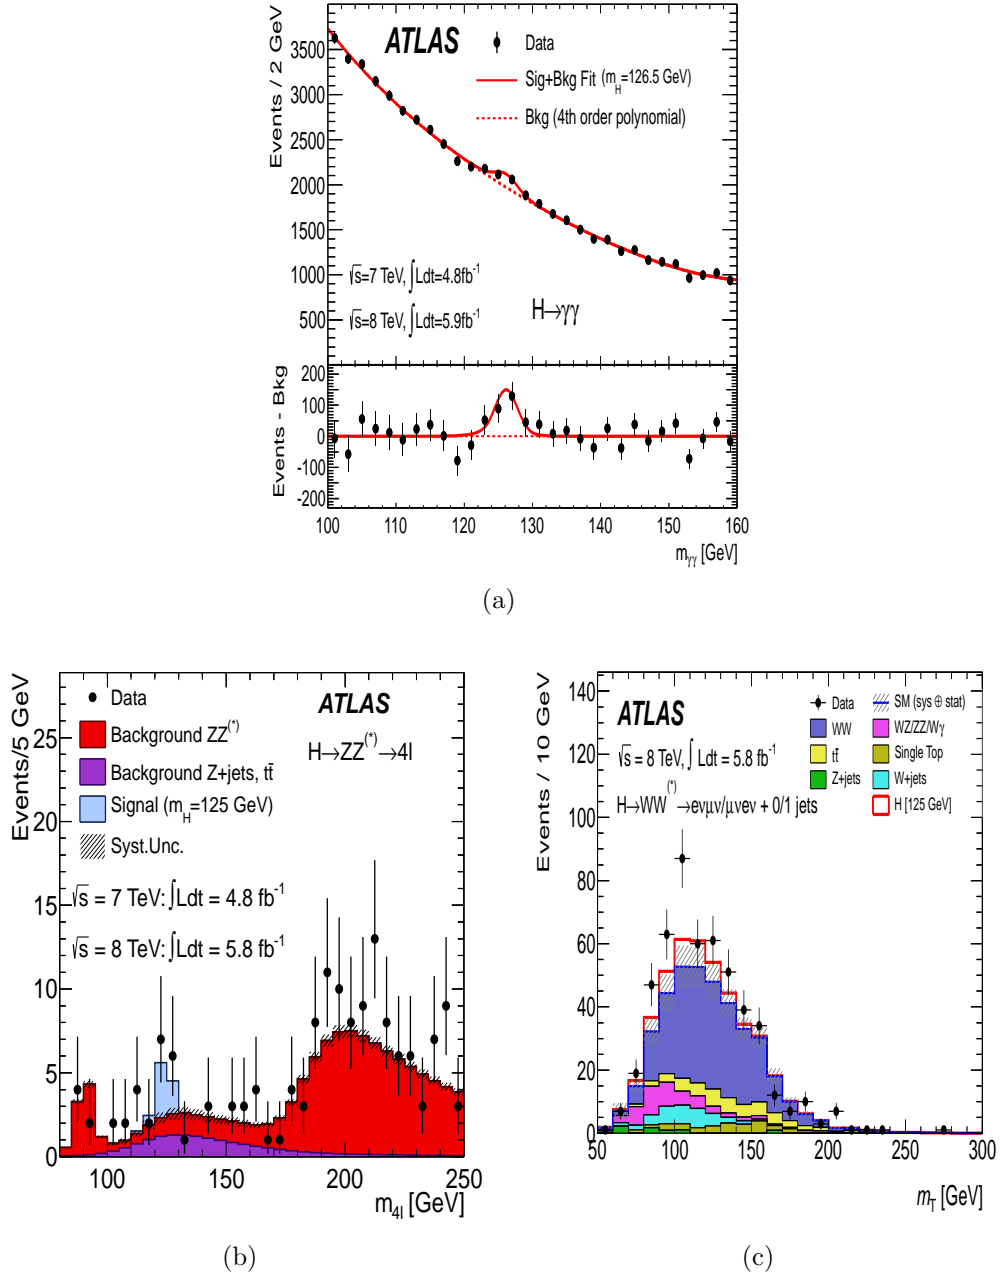 ATLAS
Data
Sig+Bkg Fit (m_H=126.5 GeV)
Bkg (4th order polynomial)
Events / 2 GeV
3500
3000
2500
2000
1500
1000
500
√s=7 TeV, ∫Ldt=4.8fb⁻¹
√s=8 TeV, ∫Ldt=5.9fb⁻¹
H→γγ
Events - Bkg
200
100
0
-100
-200
100 110 120 130 140 150 160
m_γγ [GeV]
(a)
Events/5 GeV
25
20
15
10
5
0
Data
Background ZZ^(*)
Background Z+jets, tt̄
Signal (m_H=125 GeV)
Syst.Unc.
ATLAS
H→ZZ^(*)→4l
√s = 7 TeV: ∫Ldt = 4.8 fb⁻¹
√s = 8 TeV: ∫Ldt = 5.8 fb⁻¹
100 150 200 250
m_4l [GeV]
(b)
Events / 10 GeV
140
120
100
80
60
40
20
0
ATLAS
√s = 8 TeV, ∫ Ldt = 5.8 fb⁻¹
H→WW^(*)→eνμν/μνeν + 0/1 jets
Data
SM (sys ⊕ stat)
WW
WZ/ZZ/Wγ
tt̄
Single Top
Z+jets
W+jets
H [125 GeV]
50 100 150 200 250 300
m_T [GeV]
(c)